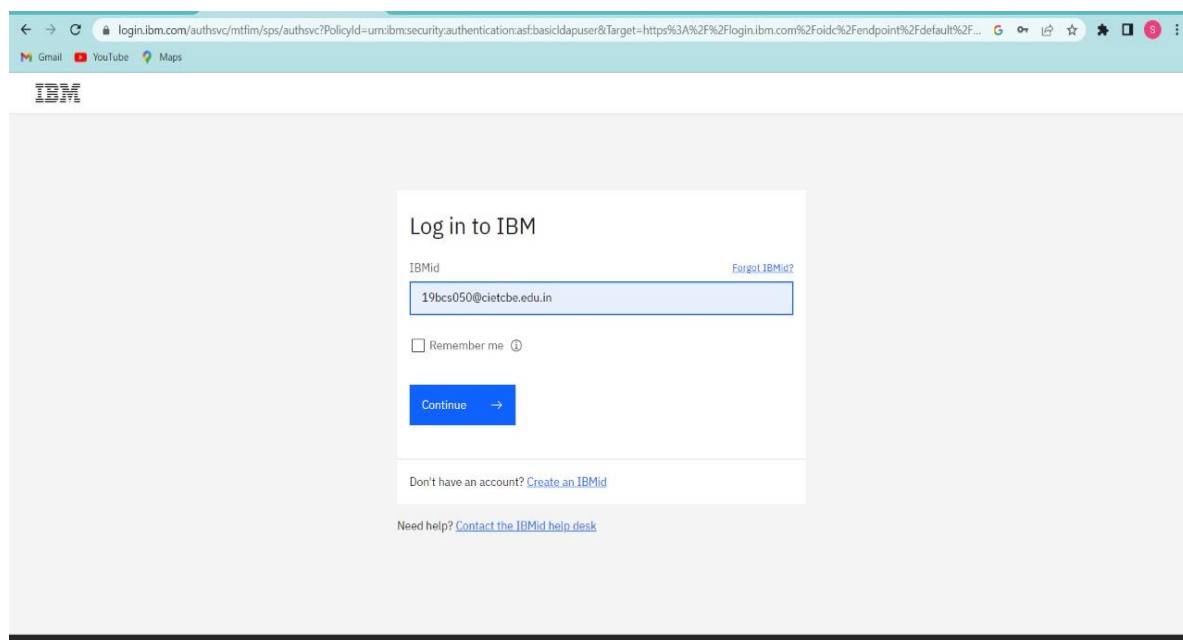 login.ibm.com/authsvc/mtfim/sps/authsvc?PolicyId=urn:ibm:security:authentication:asf:basicldapuser&Target=https%3A%2F%2Flogin.ibm.com%2Foidc%2Fendpoint%2Fdefault%2F... G S
Gmail YouTube Maps
IBM
Log in to IBM
IBMid Forgot IBMid?
19bcs050@cietcbe.edu.in
Remember me
Continue →
Don't have an account? Create an IBMid
Need help? Contact the IBMid help desk